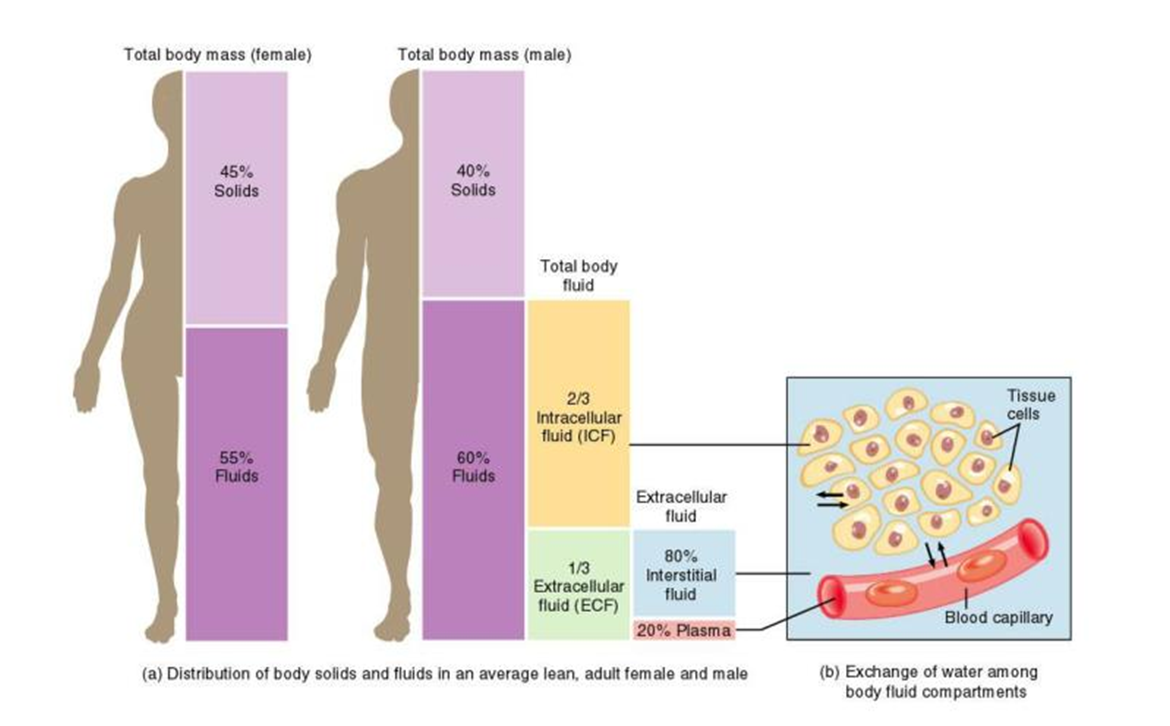 Total body mass (female)
Total body mass (male)
45%
Solids
40%
Solids
55%
Fluids
60%
Fluids
Total body
fluid
2/3
Intracellular
fluid (ICF)
1/3
Extracellular
fluid (ECF)
Extracellular
fluid
80%
Interstitial
fluid
20% Plasma
Tissue
cells
Blood capillary
(a) Distribution of body solids and fluids in an average lean, adult female and male
(b) Exchange of water among
body fluid compartments